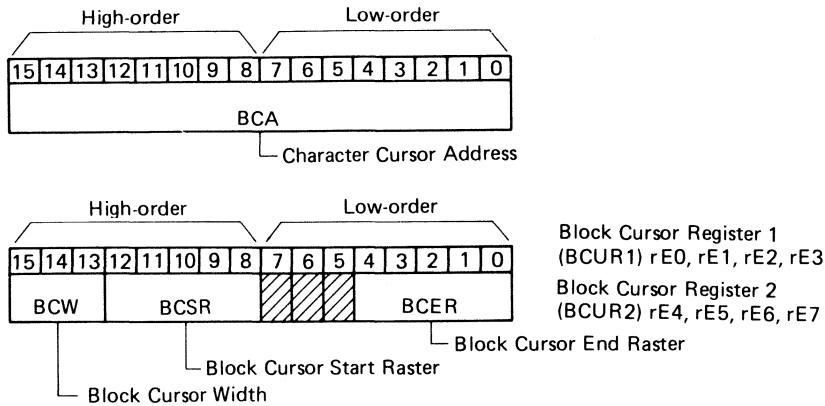 High-order Low-order
15 14 13 12 11 10 9 8 7 6 5 4 3 2 1 0
BCA
Character Cursor Address
High-order Low-order
15 14 13 12 11 10 9 8 7 6 5 4 3 2 1 0
BCW BCSR BCER
Block Cursor End Raster
Block Cursor Start Raster
Block Cursor Width
Block Cursor Register 1
(BCUR1) rE0, rE1, rE2, rE3
Block Cursor Register 2
(BCUR2) rE4, rE5, rE6, rE7